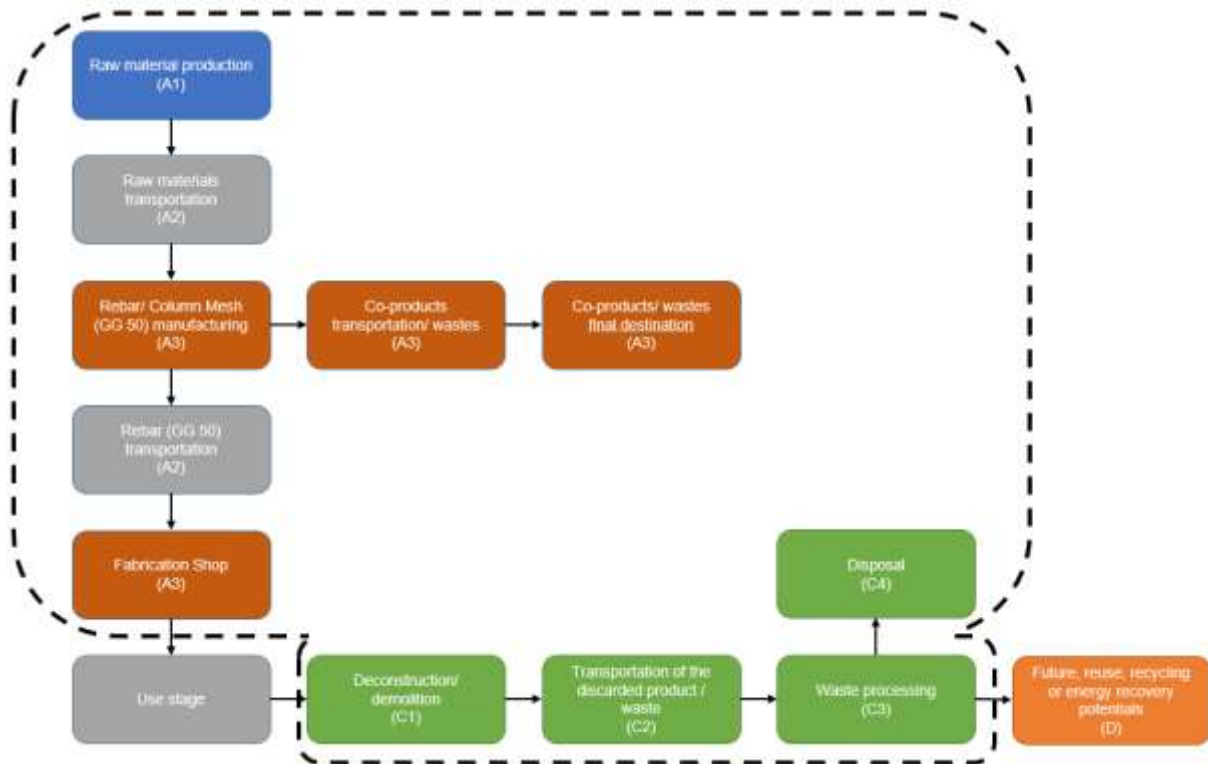 Raw material production
(A1)
Raw materials
transportation
(A2)
Rebar/ Column Mesh
(GG 50) manufacturing
(A3)
Co-products
transportation/ wastes
(A3)
Co-products/ wastes
final destination
(A3)
Rebar (GG 50)
transportation
(A2)
Fabrication Shop
(A3)
Disposal
(C4)
Use stage
Deconstruction/
demolition
(C1)
Transportation of the
discarded product /
waste
(C2)
Waste processing
(C3)
Future, reuse, recycling
or energy recovery
potentials
(D)